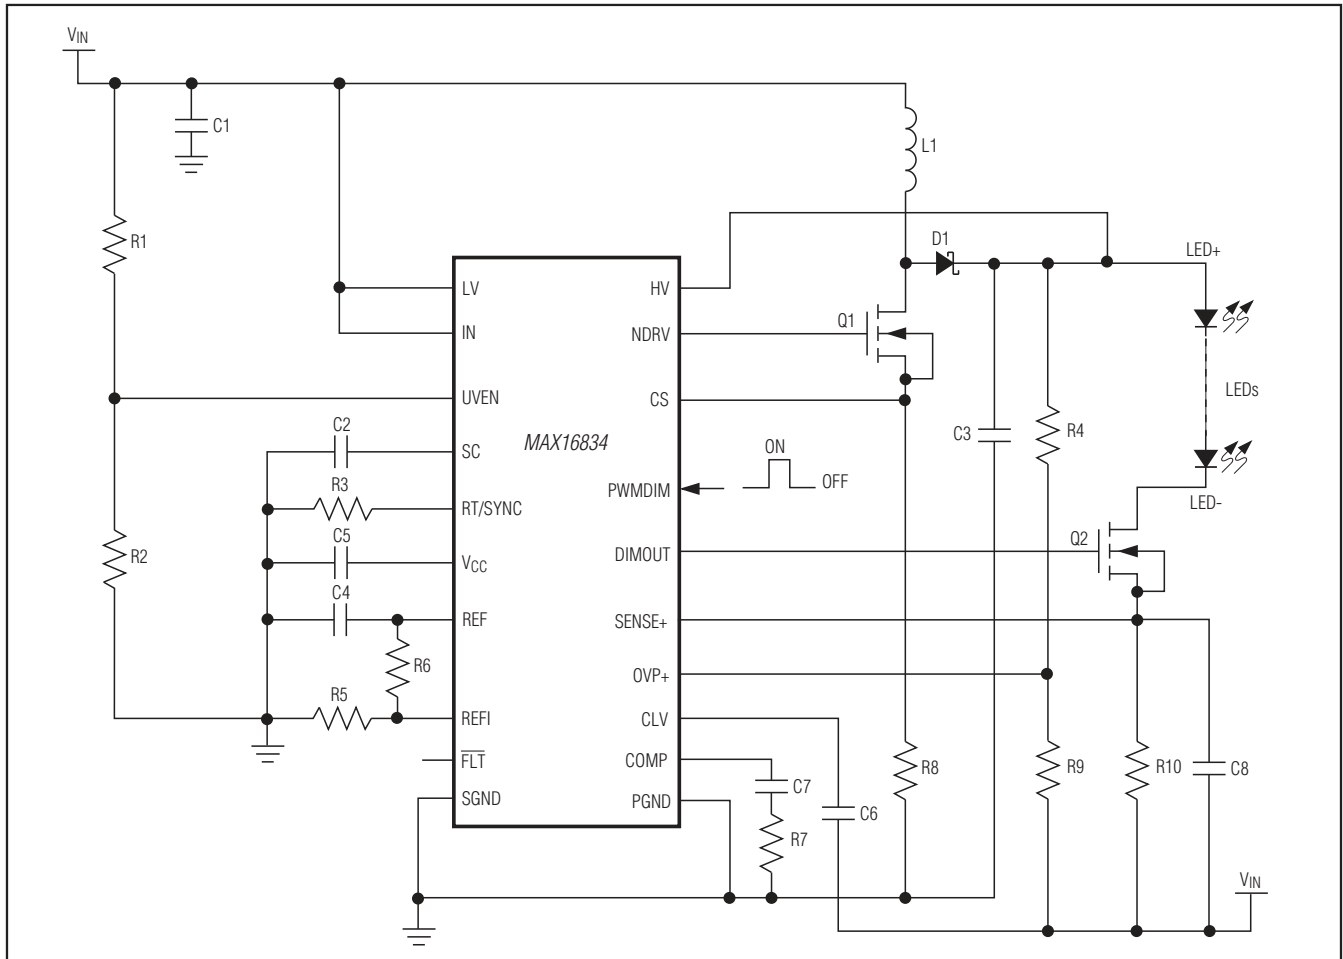 VIN
C1
L1
R1
D1
LED+
LV
HV
Q1
IN
NDRV
LEDs
UVEN
CS
C2
MAX16834
C3
R4
SC
ON
OFF
R3
PWMDIM
LED-
RT/SYNC
C5
Q2
R2
VCC
DIMOUT
C4
REF
SENSE+
R6
OVP+
R5
REFI
CLV
FLT
COMP
R8
R9
R10
C8
C7
SGND
PGND
C6
R7
VIN